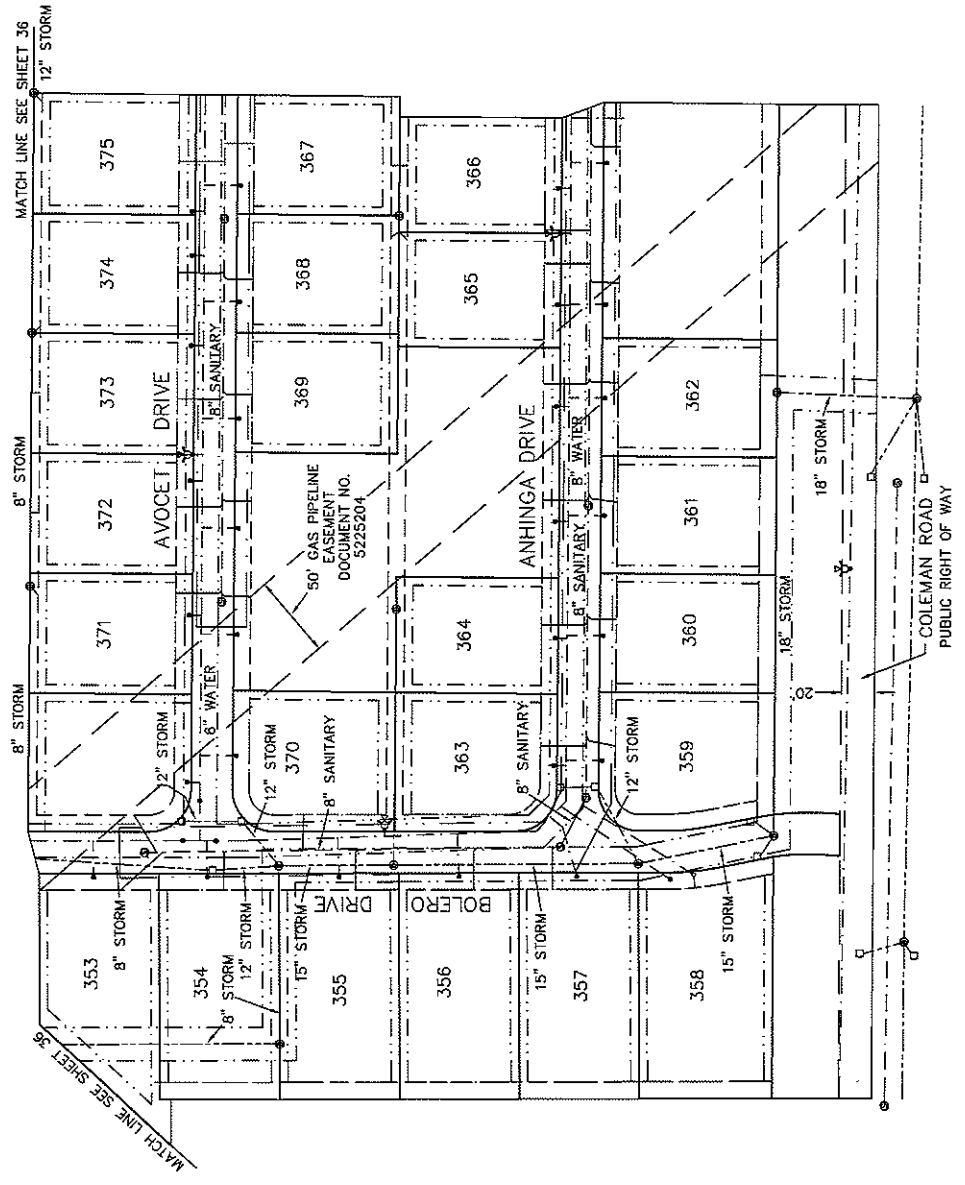 MATCH LINE SEE SHEET 36
12" STORM
8" STORM
8" STORM
375
374
373
372
371
AVOCET DRIVE
8" SANITARY
6" WATER
12" STORM
367
368
369
370
50' GAS PIPELINE
EASEMENT
DOCUMENT NO.
5225204
12" STORM
8" SANITARY
366
365
364
363
ANHINGA DRIVE
8" WATER
8" SANITARY
8" SANITARY
12" STORM
362
361
360
359
18" STORM
18" STORM
20'
COLEMAN ROAD
PUBLIC RIGHT OF WAY
MATCH LINE SEE SHEET 36
353
354
355
356
357
358
8" STORM
8" STORM
12" STORM
15" STORM
BOLERO
DRIVE
15" STORM
15" STORM